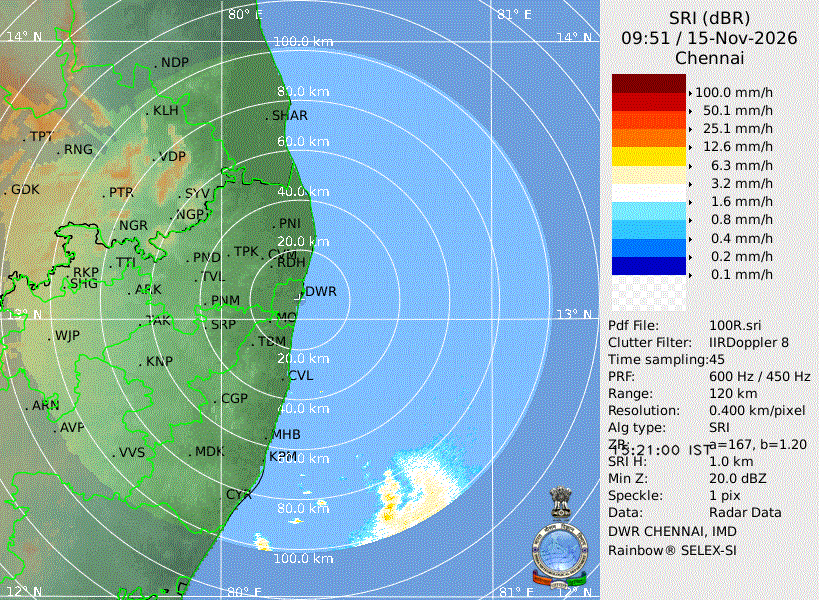 80° E
81° E
14° N
14° N
100.0 km
NDP
80.0 km
KLH
SHAR
TPT
60.0 km
RNG
VDP
GDK
40.0 km
PTR
SYV
NGP
NGR
PNI
20.0 km
TPK
PND
TTI
RDH
RKP
TVL
SHG
ARK
DWR
PNM
13° N
13° N
TAK
SRP
WJP
TBM
20.0 km
KNP
CVL
CGP
40.0 km
ARN
AVP
MHB
VVS
MDK
KPM
60.0 km
CYR
80.0 km
100.0 km
12° N
80° E
81° E
12° N
SRI (dBR)
09:51 / 15-Nov-2026
Chennai
100.0 mm/h
50.1 mm/h
25.1 mm/h
12.6 mm/h
6.3 mm/h
3.2 mm/h
1.6 mm/h
0.8 mm/h
0.4 mm/h
0.2 mm/h
0.1 mm/h
Pdf File: 100R.sri
Clutter Filter: IIRDoppler 8
Time sampling:45
PRF: 600 Hz / 450 Hz
Range: 120 km
Resolution: 0.400 km/pixel
Alg type: SRI
ZR: a=167, b=1.20
15:21:00 IST
SRI H: 1.0 km
Min Z: 20.0 dBZ
Speckle: 1 pix
Data: Radar Data
DWR CHENNAI, IMD
Rainbow® SELEX-SI